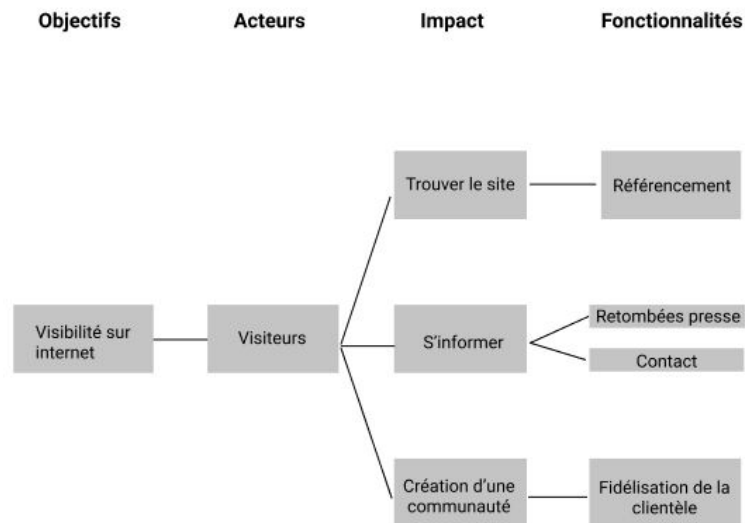 Objectifs
Acteurs
Impact
Fonctionnalités
Trouver le site
Référencement
Visibilité sur
internet
Visiteurs
S'informer
Retombées presse
Contact
Création d'une
communauté
Fidélisation de la
clientèle